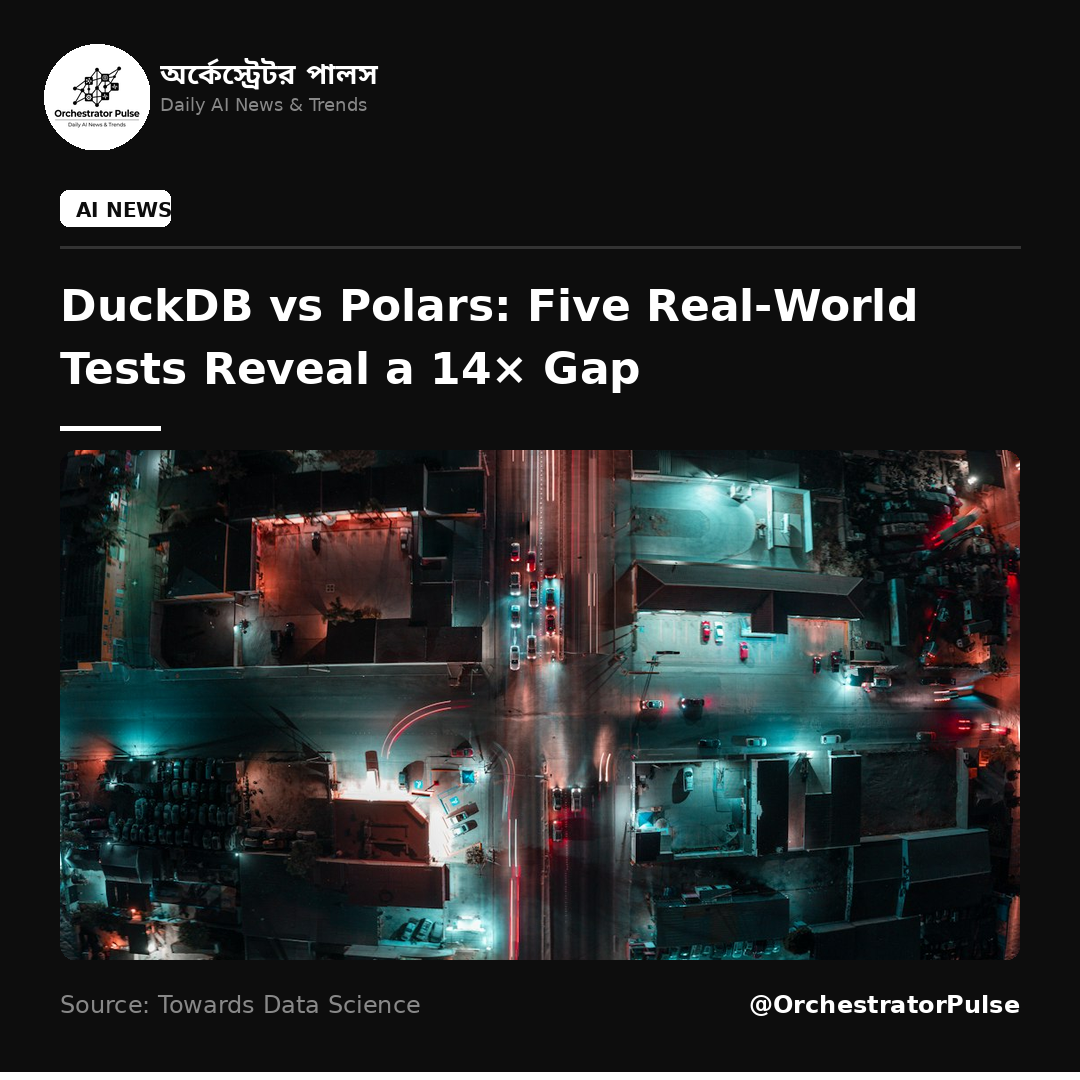 অর্কেস্ট্রেটর পালস
Daily AI News & Trends
Orchestrator Pulse
Daily AI News & Trends
AI NEWS
DuckDB vs Polars: Five Real-World
Tests Reveal a 14× Gap
Source: Towards Data Science
@OrchestratorPulse